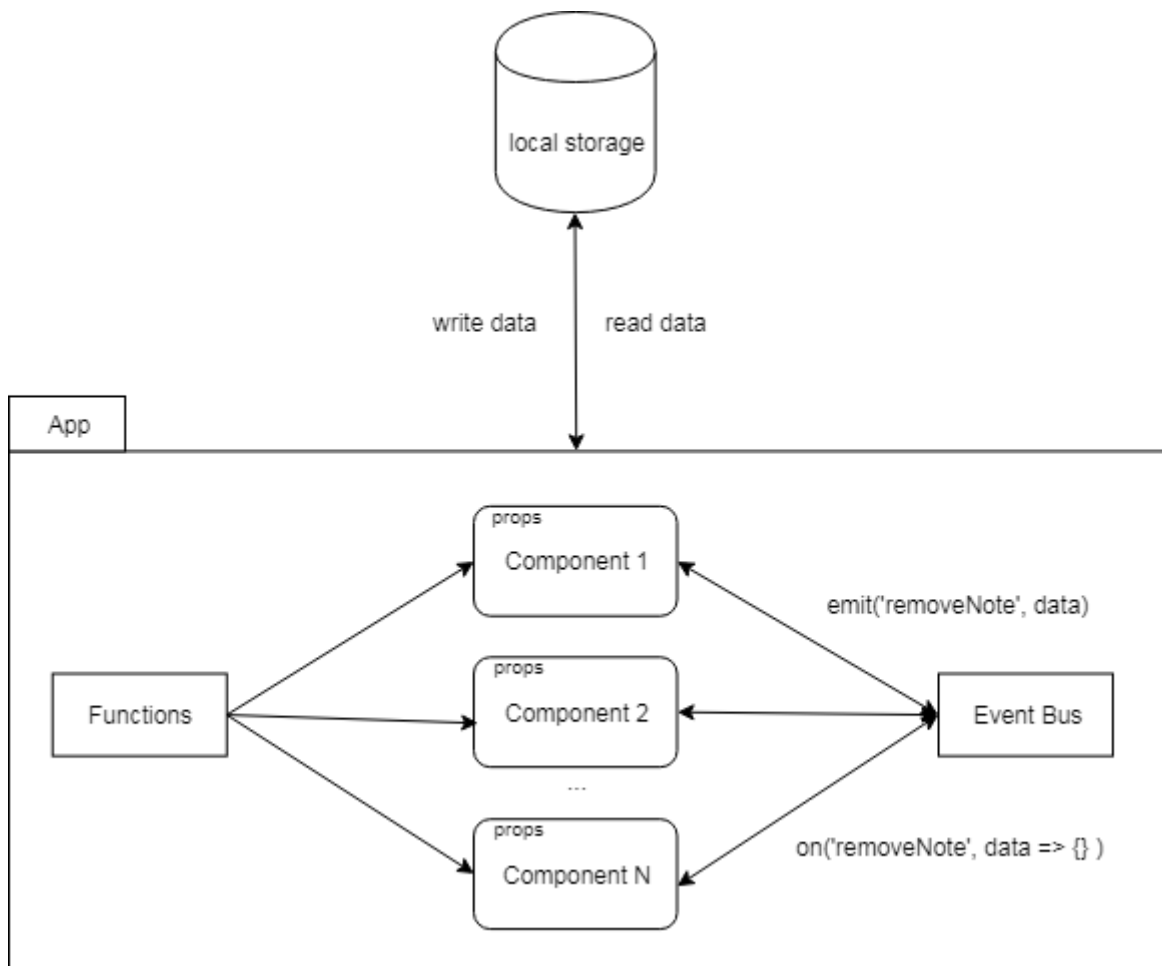 local storage
write data
read data
App
props
Component 1
emit('removeNote', data)
props
Functions
Component 2
Event Bus
...
props
on('removeNote', data => {} )
Component N